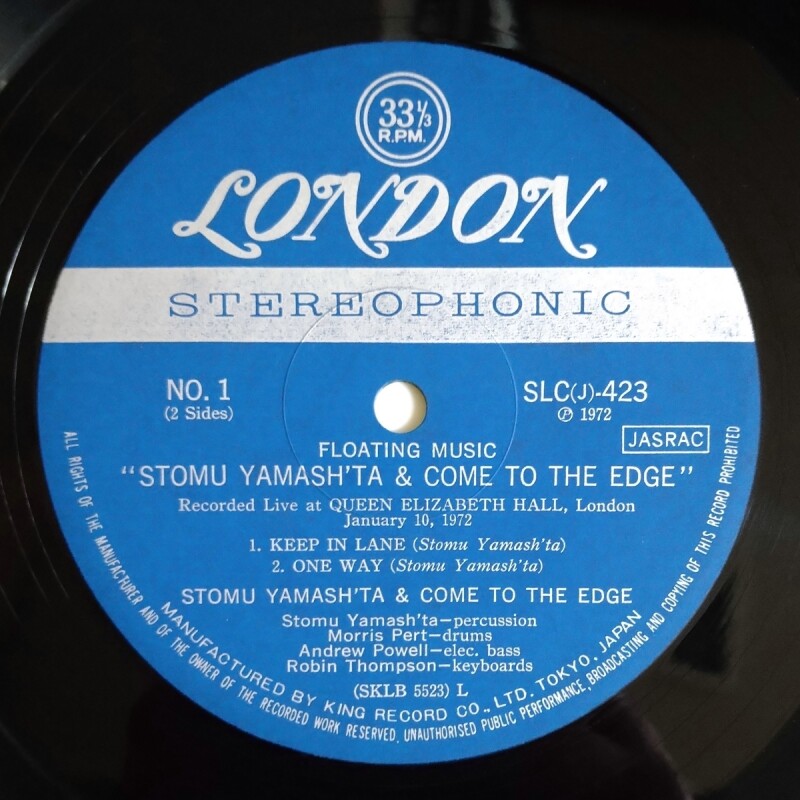 33⅓
R.P.M.
LONDON
STEREOPHONIC
NO. 1
(2 Sides)
SLC(J)-423
℗ 1972
JASRAC
FLOATING MUSIC
"STOMU YAMASH'TA & COME TO THE EDGE"
Recorded Live at QUEEN ELIZABETH HALL, London
January 10, 1972
1. KEEP IN LANE (Stomu Yamash'ta)
2. ONE WAY (Stomu Yamash'ta)
STOMU YAMASH'TA & COME TO THE EDGE
Stomu Yamash'ta—percussion
Morris Pert—drums
Andrew Powell—elec. bass
Robin Thompson—keyboards
(SKLB 5523) L
MANUFACTURED BY KING RECORD CO., LTD. TOKYO, JAPAN
ALL RIGHTS OF THE MANUFACTURER AND OF THE OWNER OF THE RECORDED WORK RESERVED, UNAUTHORISED PUBLIC PERFORMANCE, BROADCASTING AND COPYING OF THIS RECORD PROHIBITED